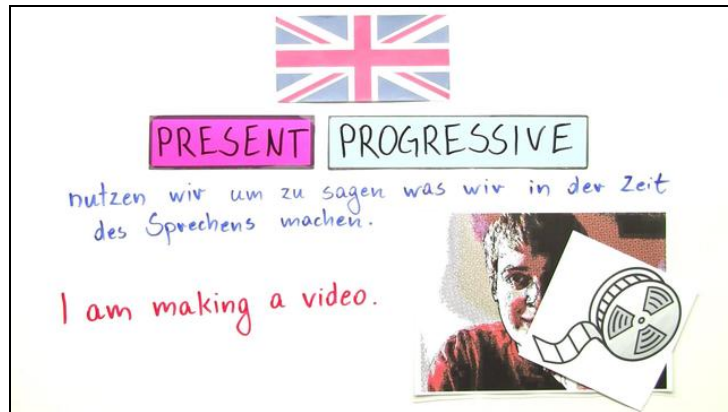 PRESENT PROGRESSIVE
nutzen wir um zu sagen was wir in der Zeit
des Sprechens machen.
I am making a video.